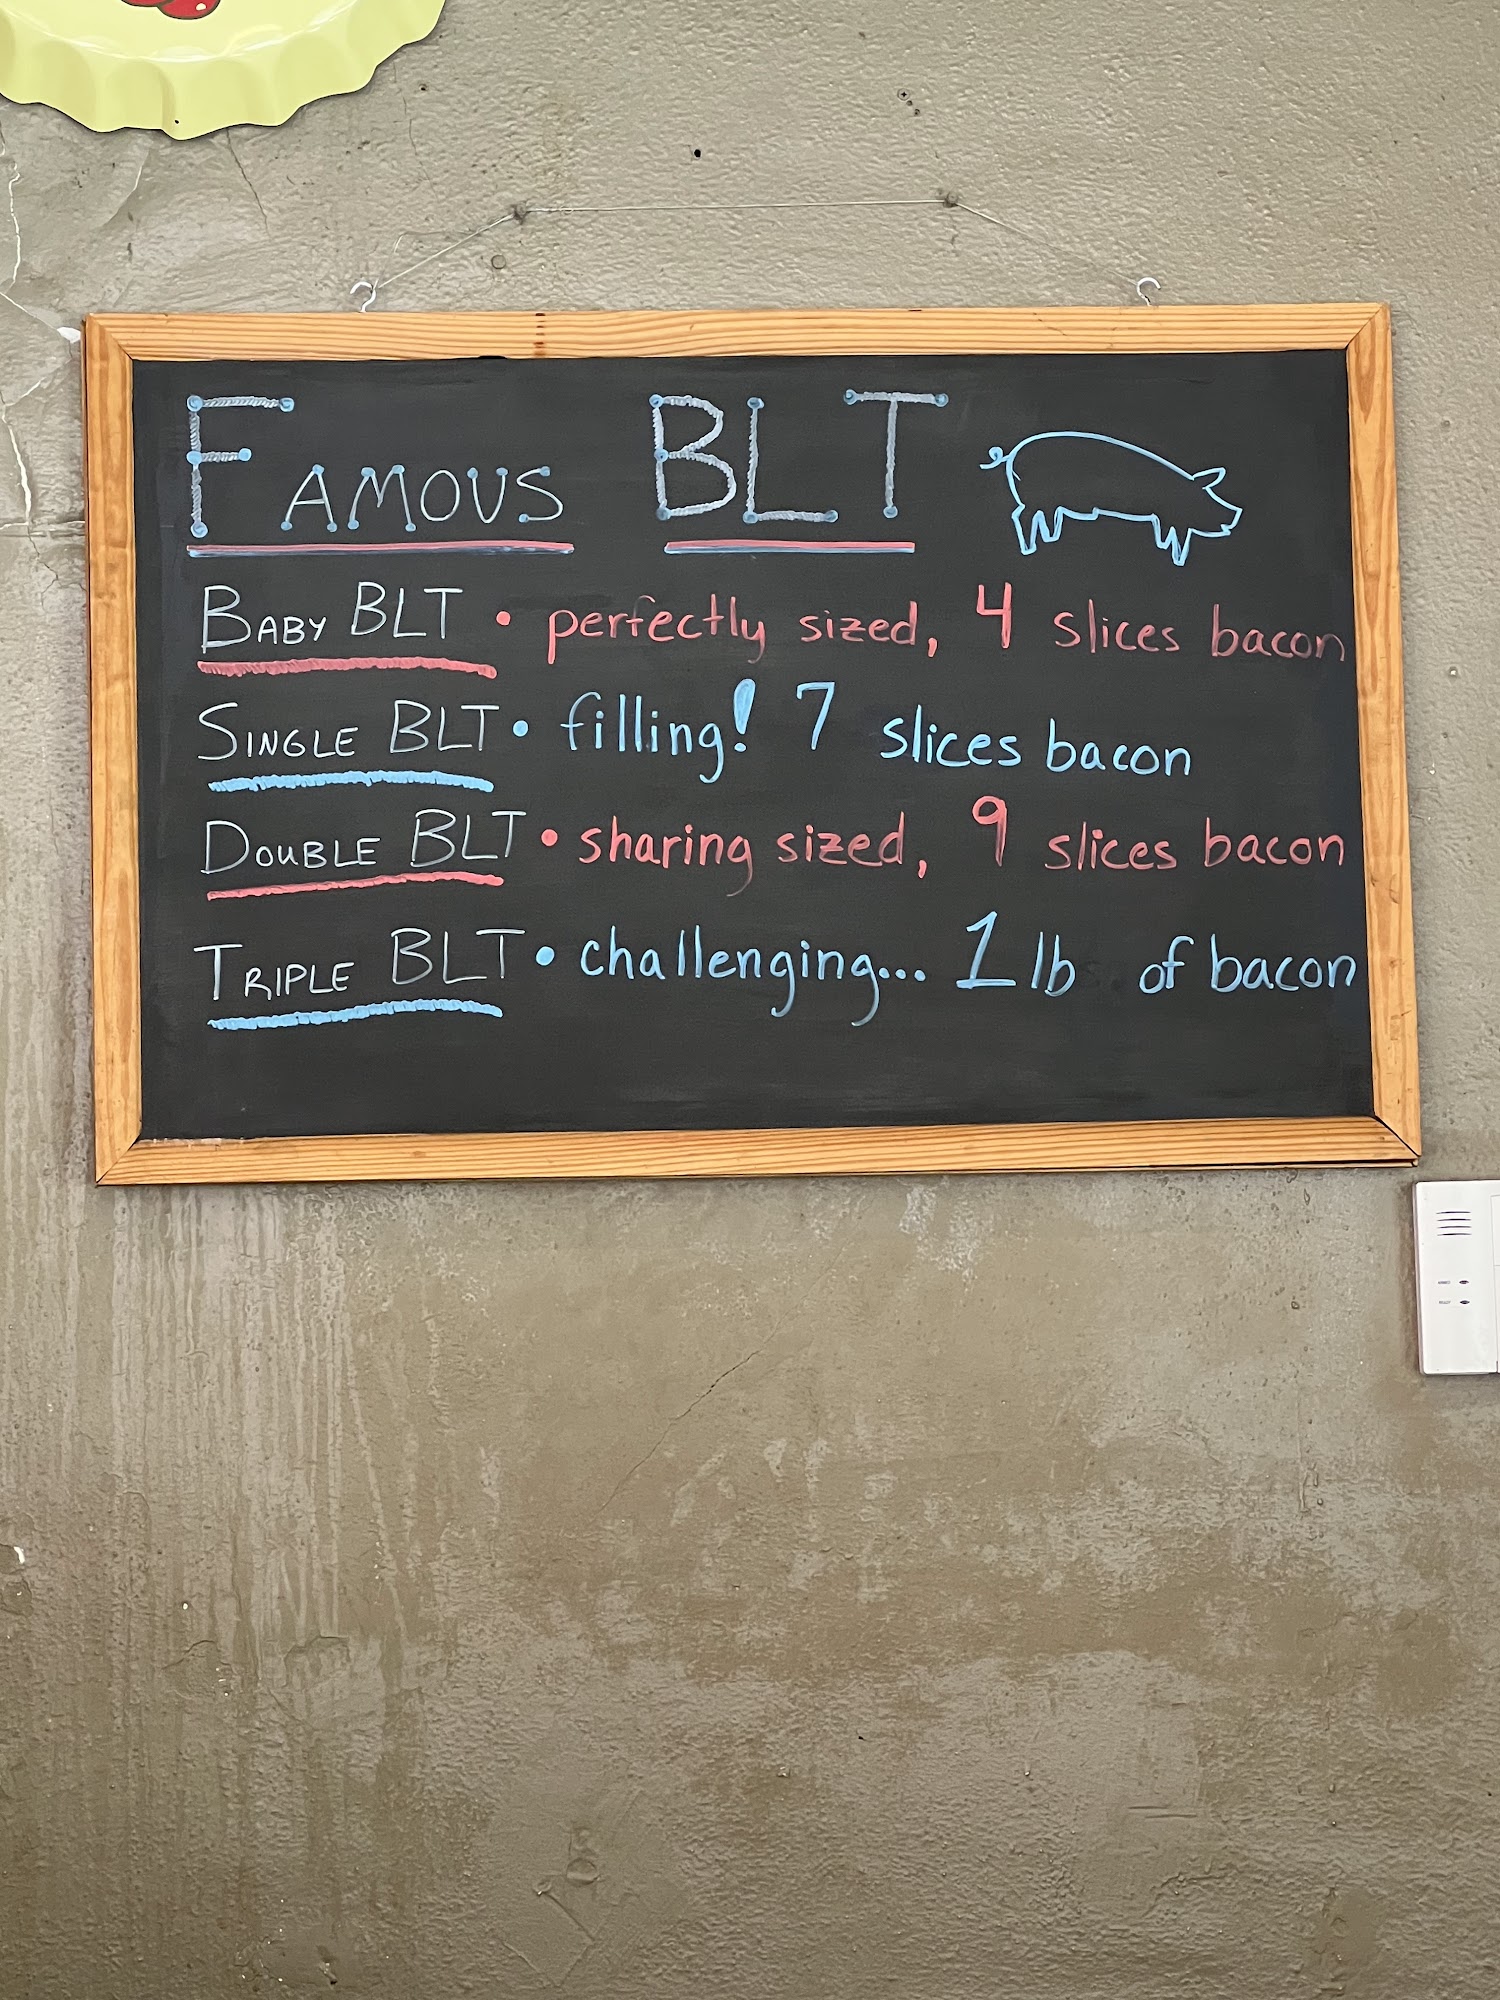 FAMOUS BLT
BABY BLT • perfectly sized, 4 slices bacon
SINGLE BLT • filling! 7 slices bacon
DOUBLE BLT • sharing sized, 9 slices bacon
TRIPLE BLT • challenging... 1 lb of bacon